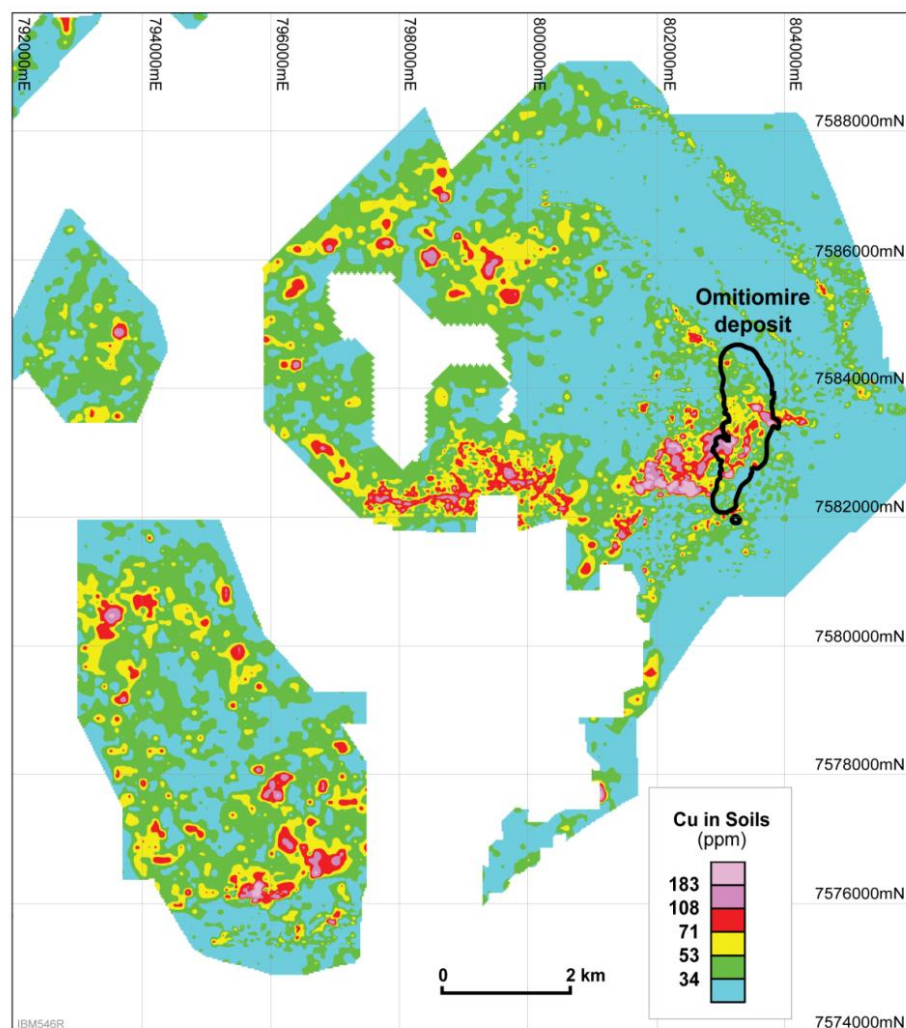 792000mE
794000mE
796000mE
798000mE
800000mE
802000mE
804000mE
7588000mN
7586000mN
Omitiomire
deposit
7584000mN
7582000mN
7580000mN
7578000mN
Cu in Soils
(ppm)
183
108
71
53
34
7576000mN
0 2 km
7574000mN
IBM546R